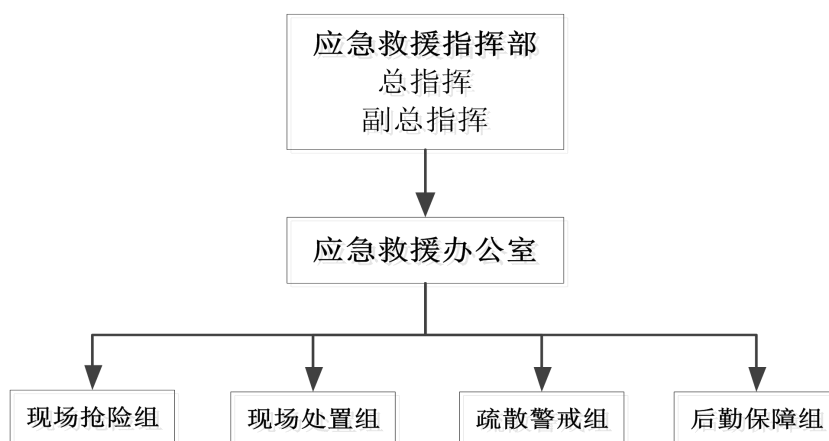 应急救援指挥部
总指挥
副总指挥
应急救援办公室
现场抢险组
现场处置组
疏散警戒组
后勤保障组